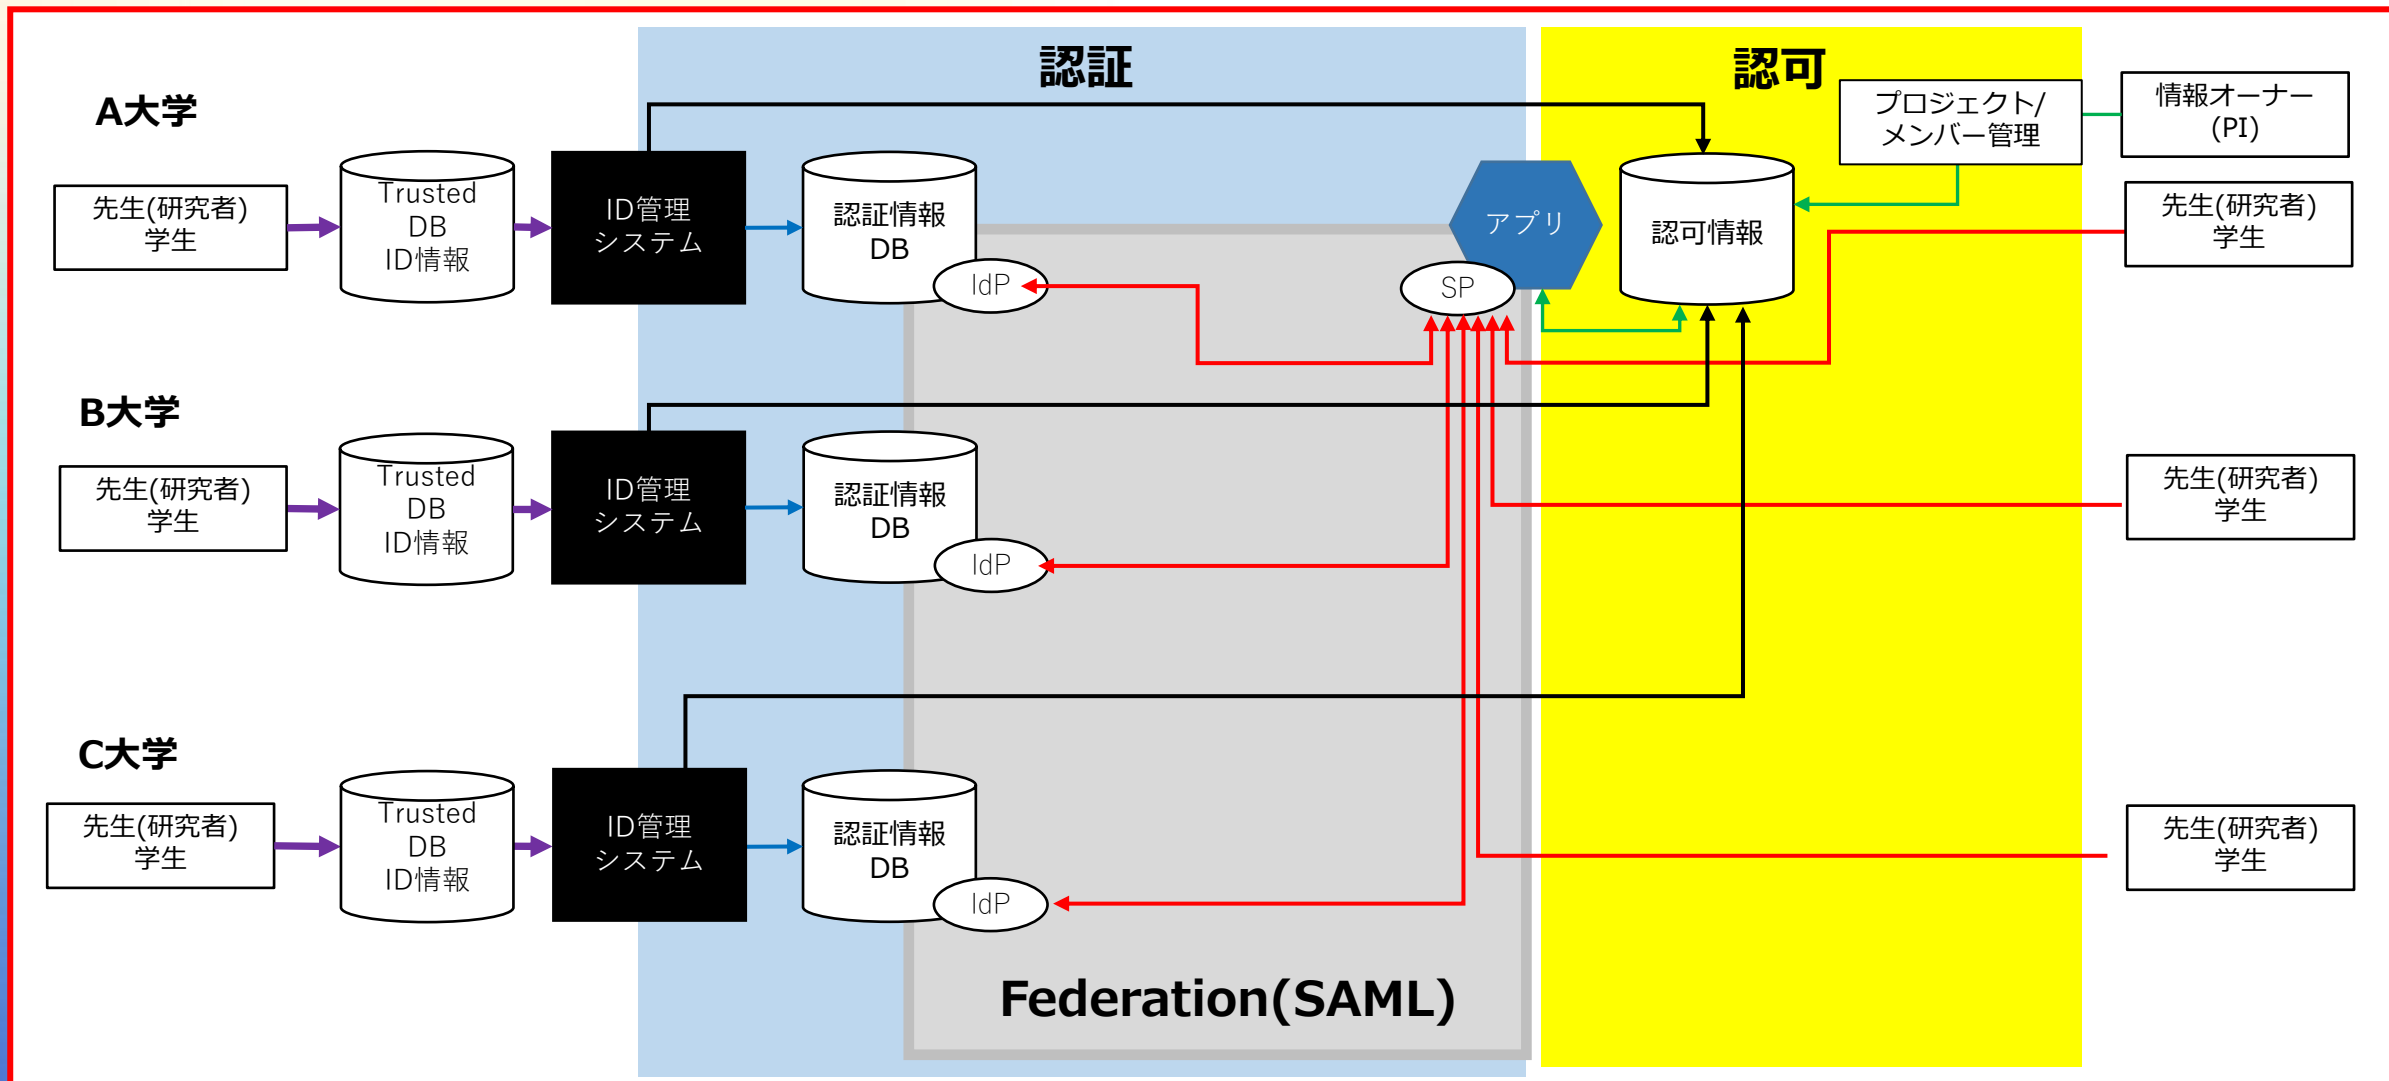 認証
認可
A大学
先生(研究者)
学生
Trusted
DB
ID情報
ID管理
システム
認証情報
DB
IdP
アプリ
SP
認可情報
プロジェクト/
メンバー管理
情報オーナー
(PI)
先生(研究者)
学生
B大学
先生(研究者)
学生
Trusted
DB
ID情報
ID管理
システム
認証情報
DB
IdP
先生(研究者)
学生
C大学
先生(研究者)
学生
Trusted
DB
ID情報
ID管理
システム
認証情報
DB
IdP
先生(研究者)
学生
Federation(SAML)